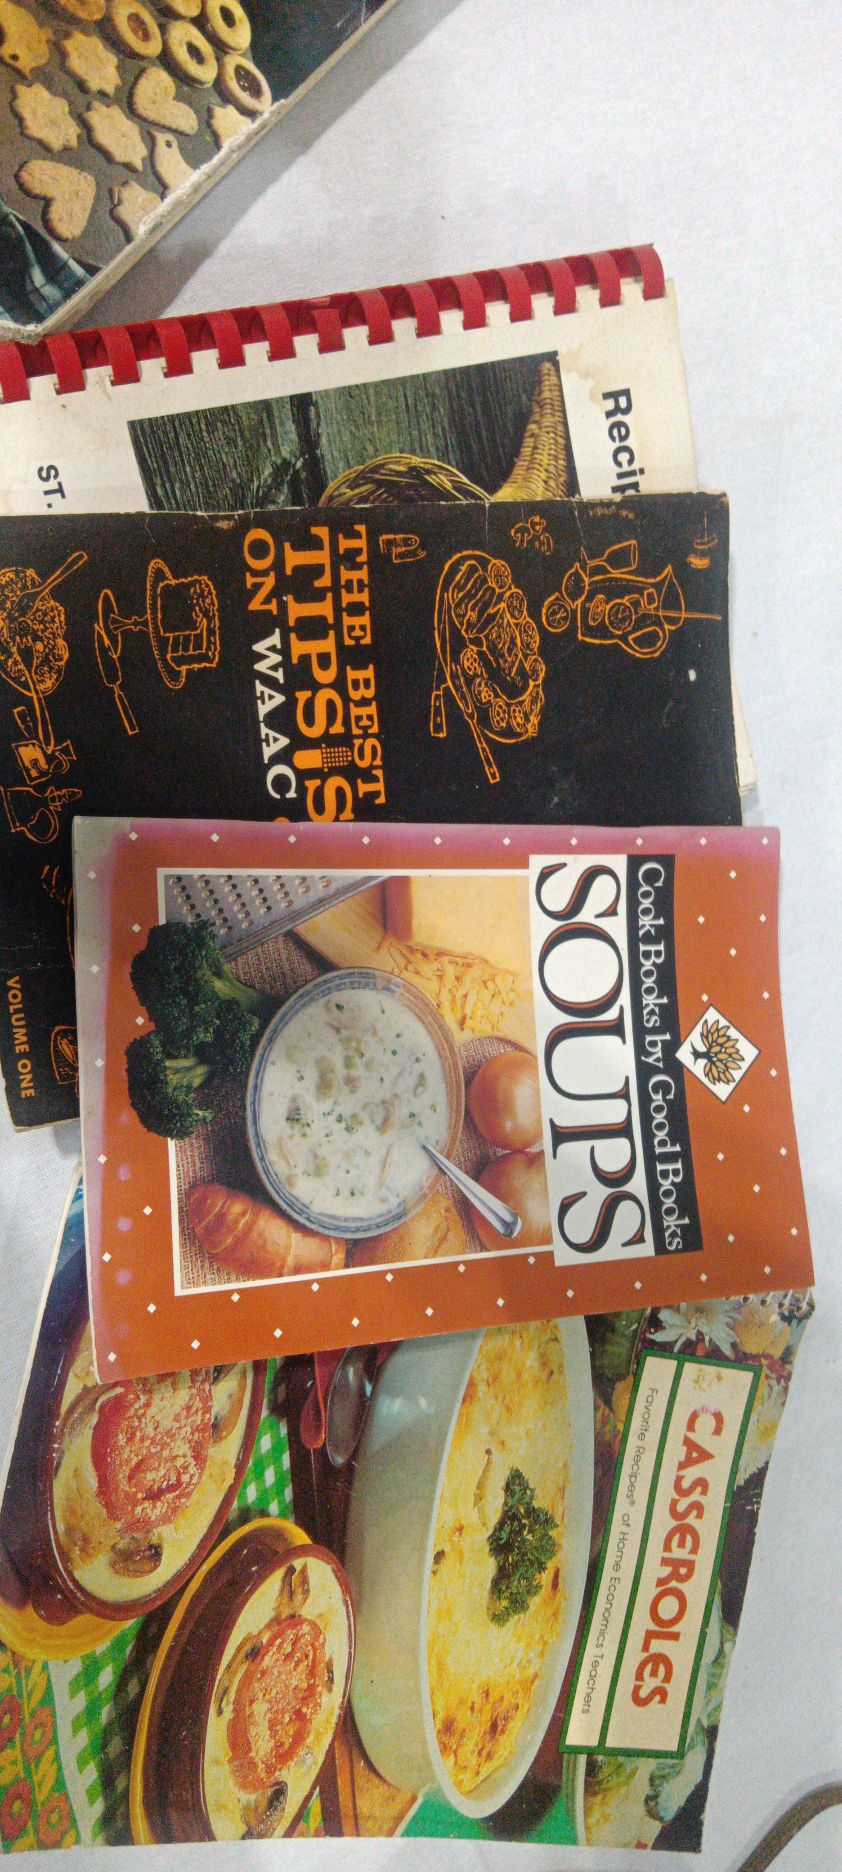 Recip
ST.
THE BEST
TIPS
ON WAAC
VOLUME ONE
Cook Books by Good Books
SOUPS
CASSEROLES
Favorite Recipes® of Home Economics Teachers